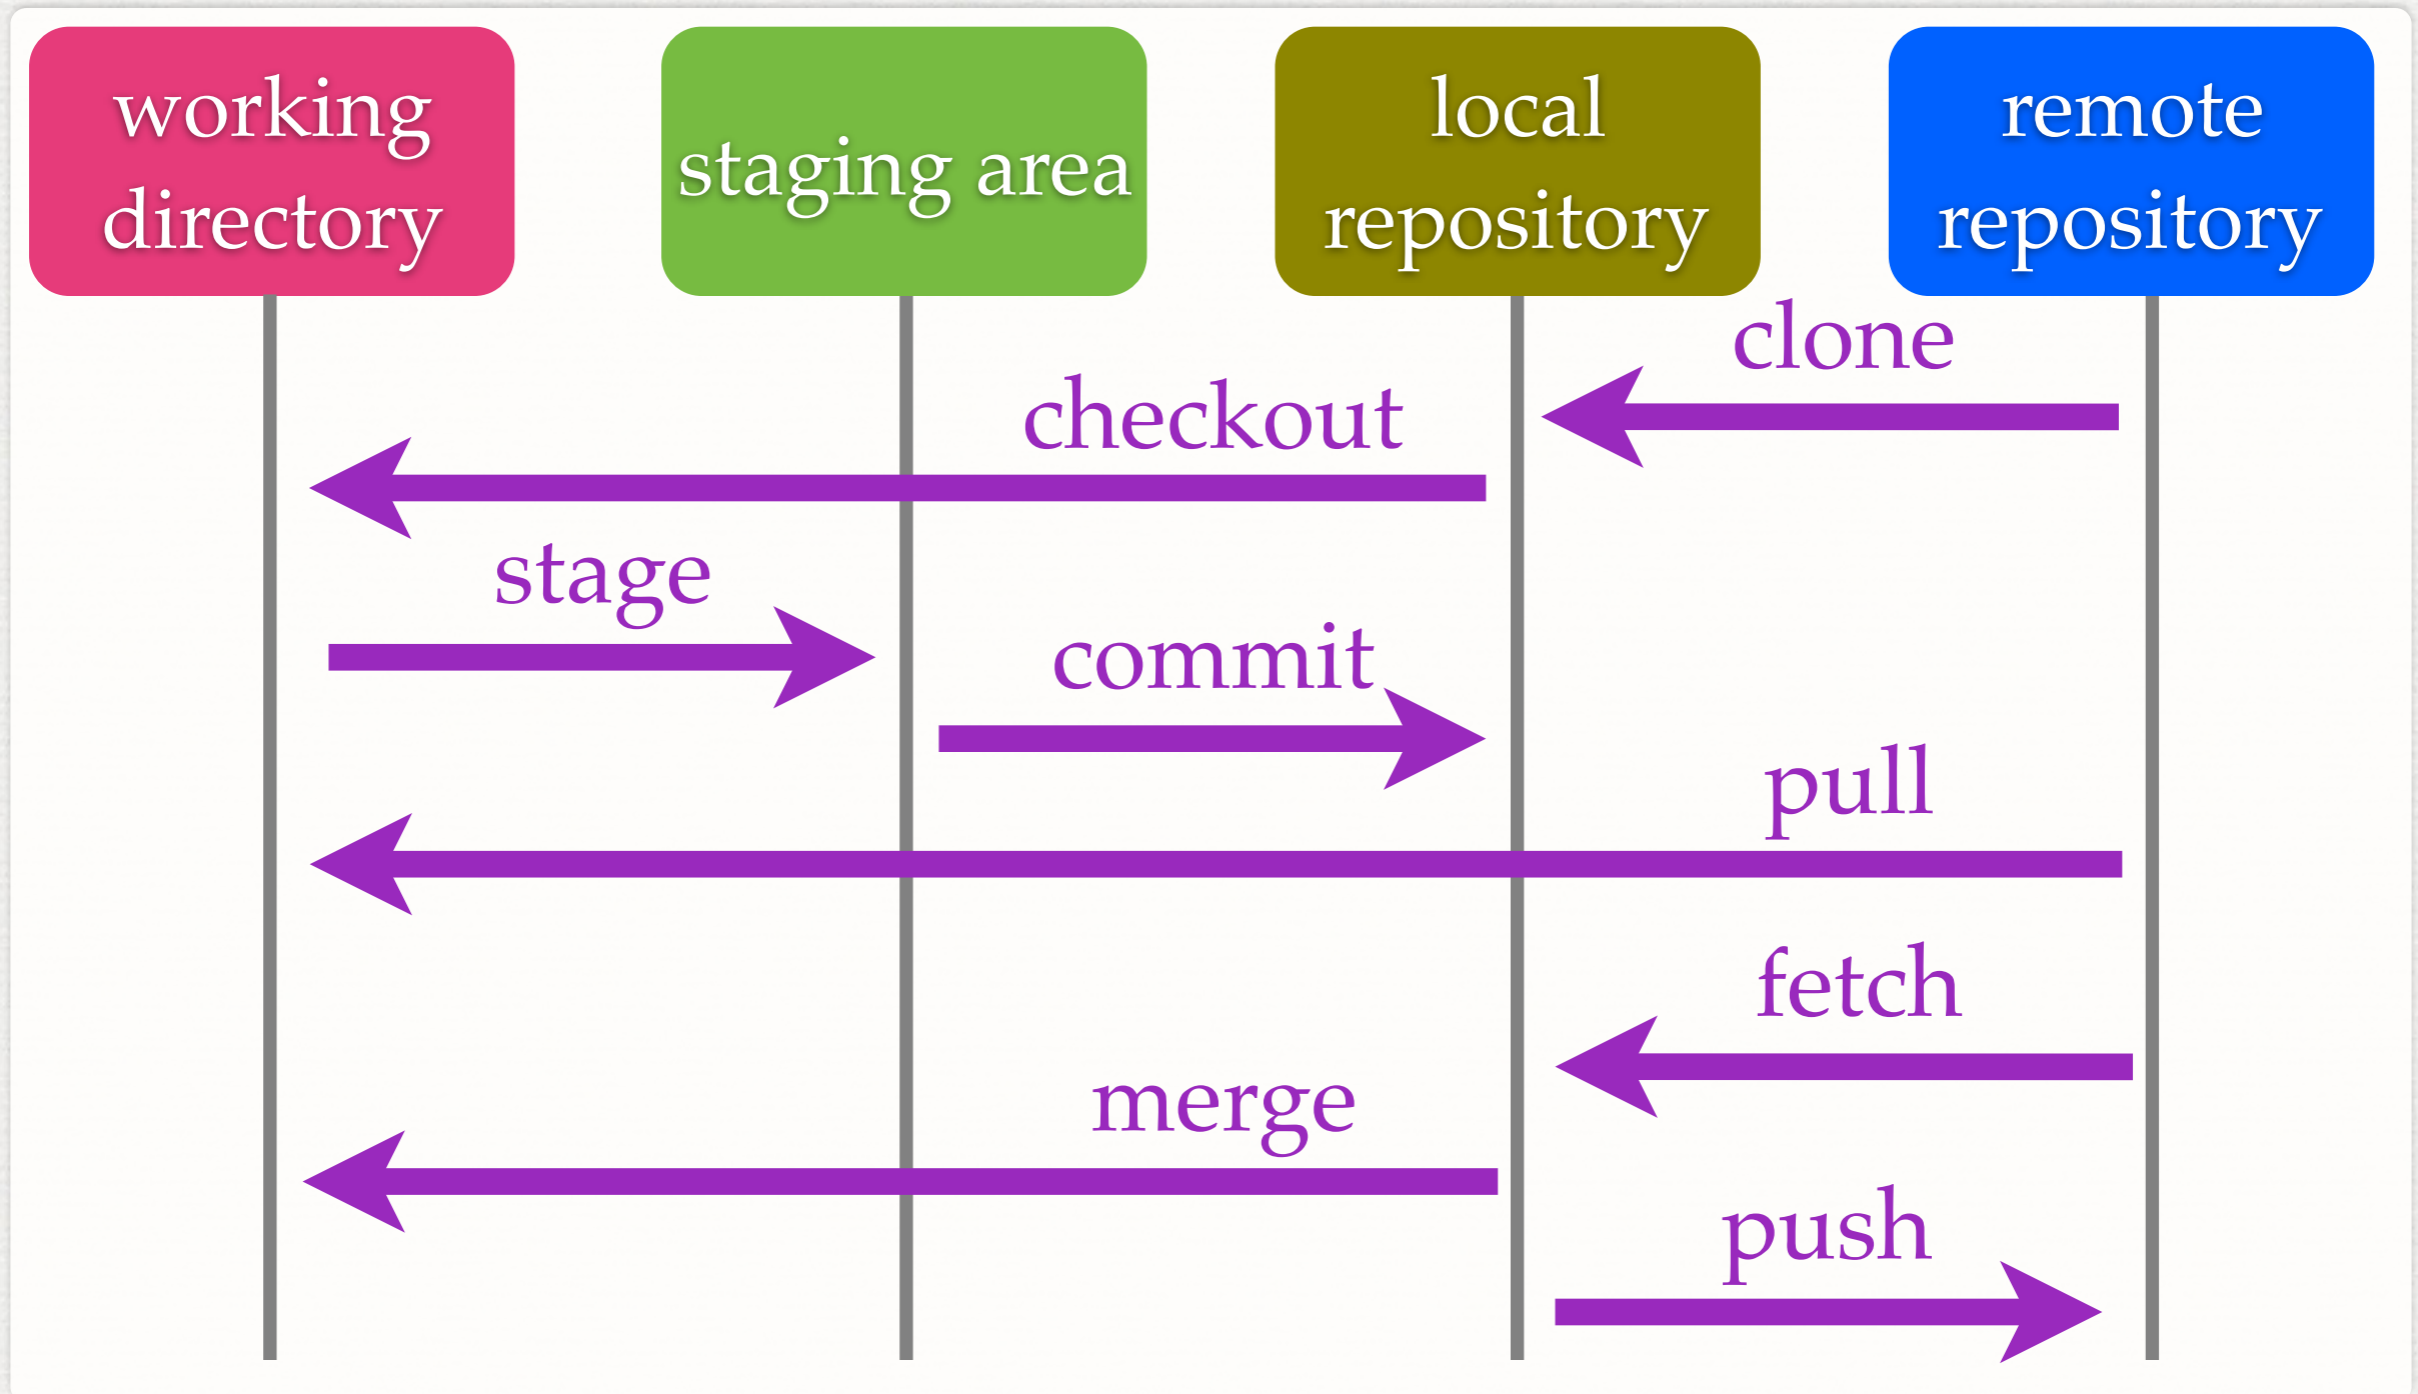 working
directory
staging area
local
repository
remote
repository
clone
checkout
stage
commit
pull
fetch
merge
push